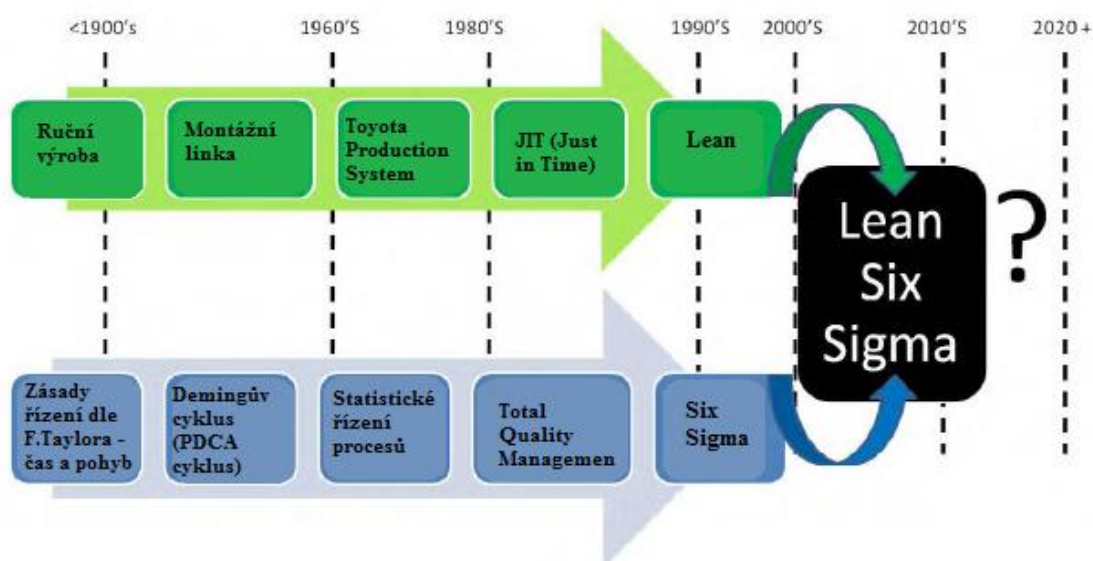 <1900's 1960'S 1980'S 1990'S 2000'S 2010'S 2020 +
Ruční
výroba
Montážní
linka
Toyota
Production
System
JIT (Just
in Time)
Lean
Lean
Six
Sigma
?
Zásady
řízení dle
F.Taylora -
čas a pohyb
Demingův
cyklus
(PDCA
cyklus)
Statistické
řízení
procesů
Total
Quality
Managemen
Six
Sigma